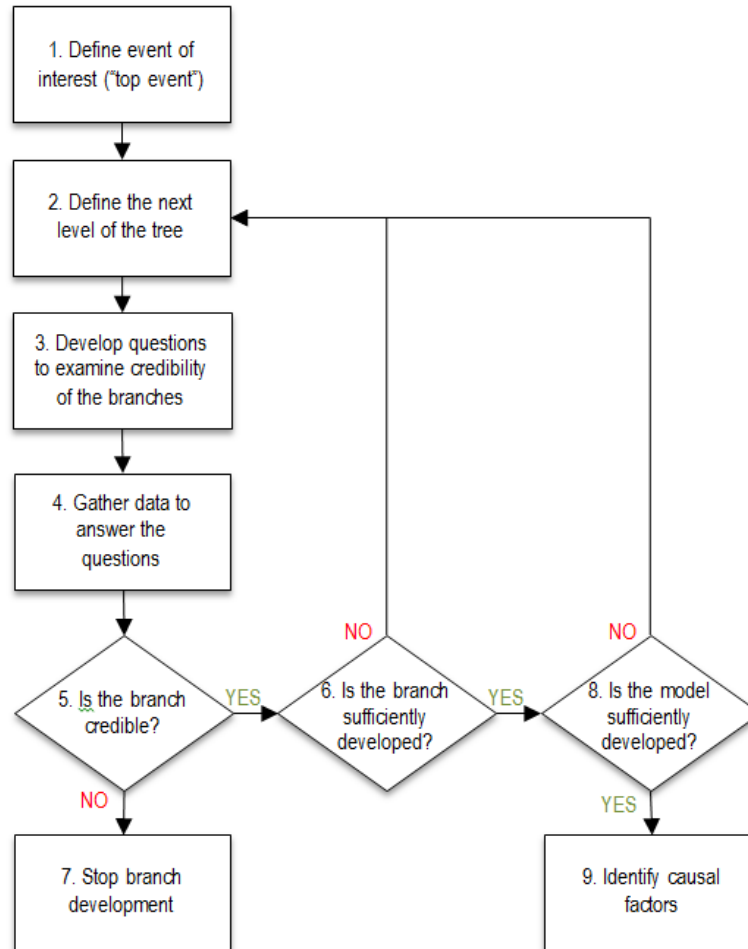 1. Define event of
interest ("top event")
2. Define the next
level of the tree
3. Develop questions
to examine credibility
of the branches
4. Gather data to
answer the
questions
NO
NO
5. Is the branch
credible?
YES
6. Is the branch
sufficiently
developed?
YES
8. Is the model
sufficiently
developed?
NO
YES
7. Stop branch
development
9. Identify causal
factors